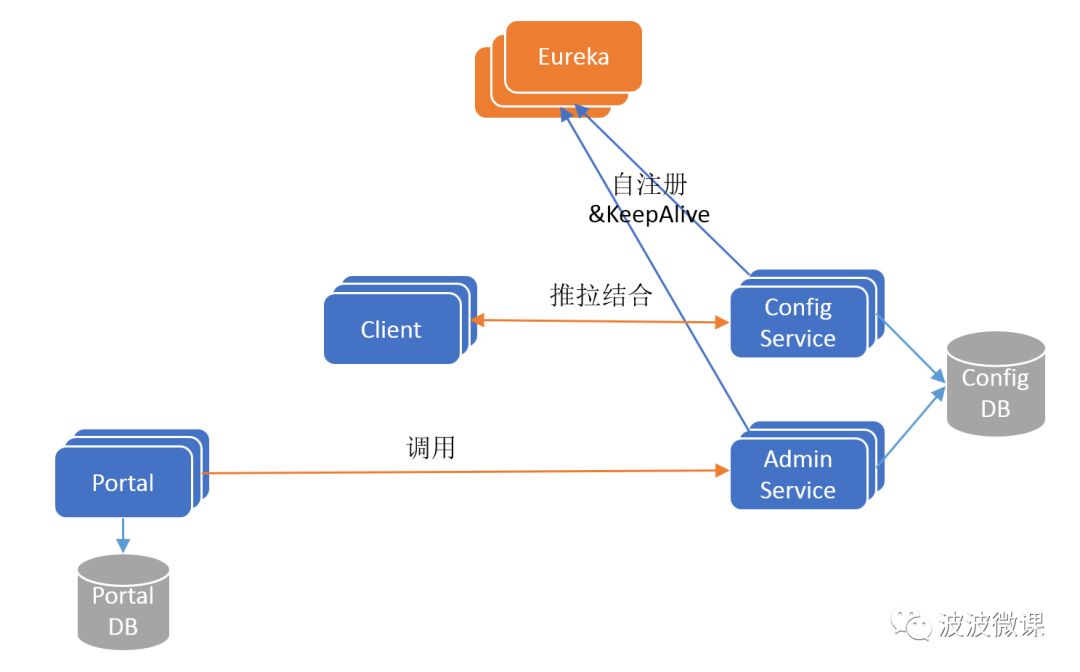 Eureka
自注册
&KeepAlive
推拉结合
Client
Config
Service
Config
DB
调用
Admin
Service
Portal
Portal
DB
波波微课